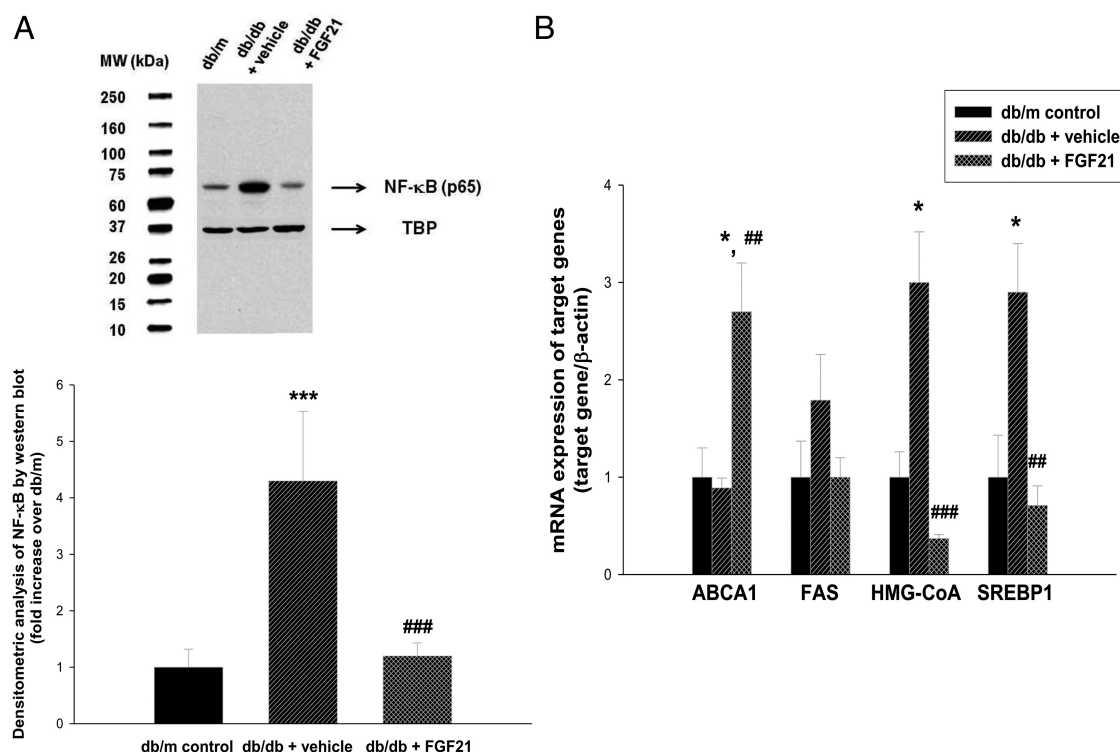 A
MW (kDa)
db/m
db/db
+ vehicle
db/db
+ FGF21
250
160
100
75
60
37
26
20
15
10
NF-κB (p65)
TBP
Densitometric analysis of NF-κB by western blot
(fold increase over db/m)
6
5
4
3
2
1
0
***
###
db/m control
db/db + vehicle
db/db + FGF21
B
db/m control
db/db + vehicle
db/db + FGF21
mRNA expression of target genes
(target gene/β-actin)
4
3
2
1
0
*, ##
*
###
*
##
ABCA1
FAS
HMG-CoA
SREBP1